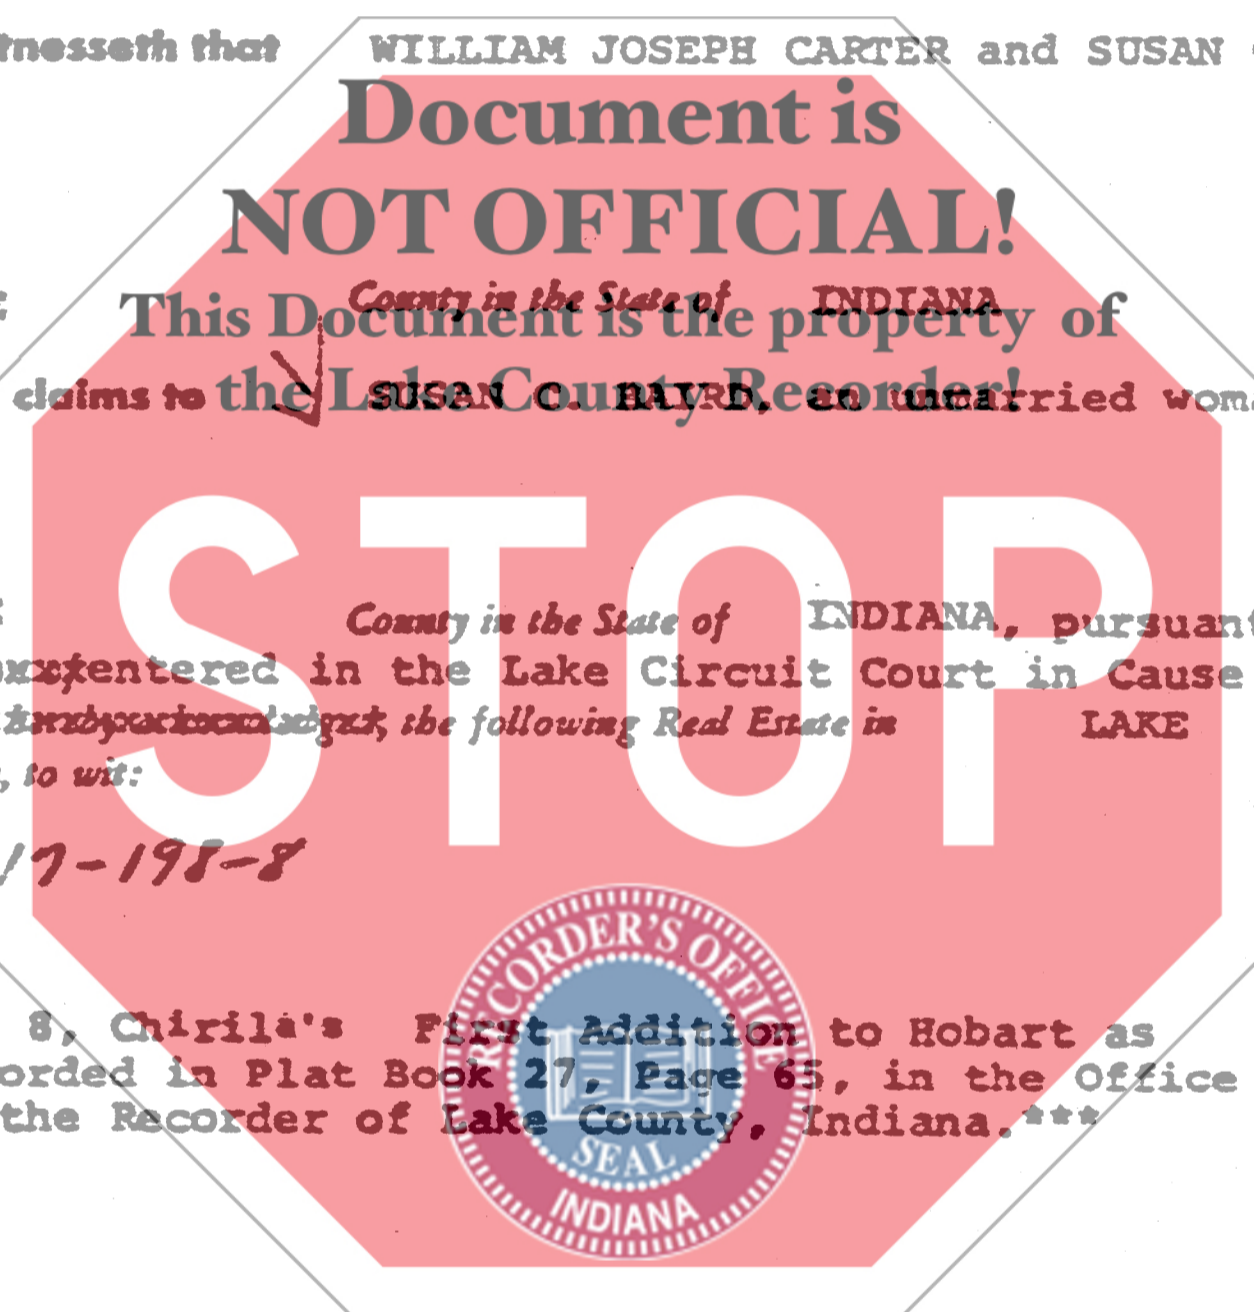 tnesseth that WILLIAM JOSEPH CARTER and SUSAN
Document is
NOT OFFICIAL!
County in the State of INDIANA
This Document is the property of
claims to SUSAN C. BAIRD, an unmarried wom
the Lake County Recorder!
STOP
County in the State of INDIANA, pursuant
entered in the Lake Circuit Court in Cause
the following Real Estate in LAKE
, to wit:
17-198-8
RECORDER'S OFFICE
8, Chirila's First Addition to Hobart as
orded in Plat Book 27, Page 65, in the Office
the Recorder of Lake County, Indiana.***
SEAL
INDIANA